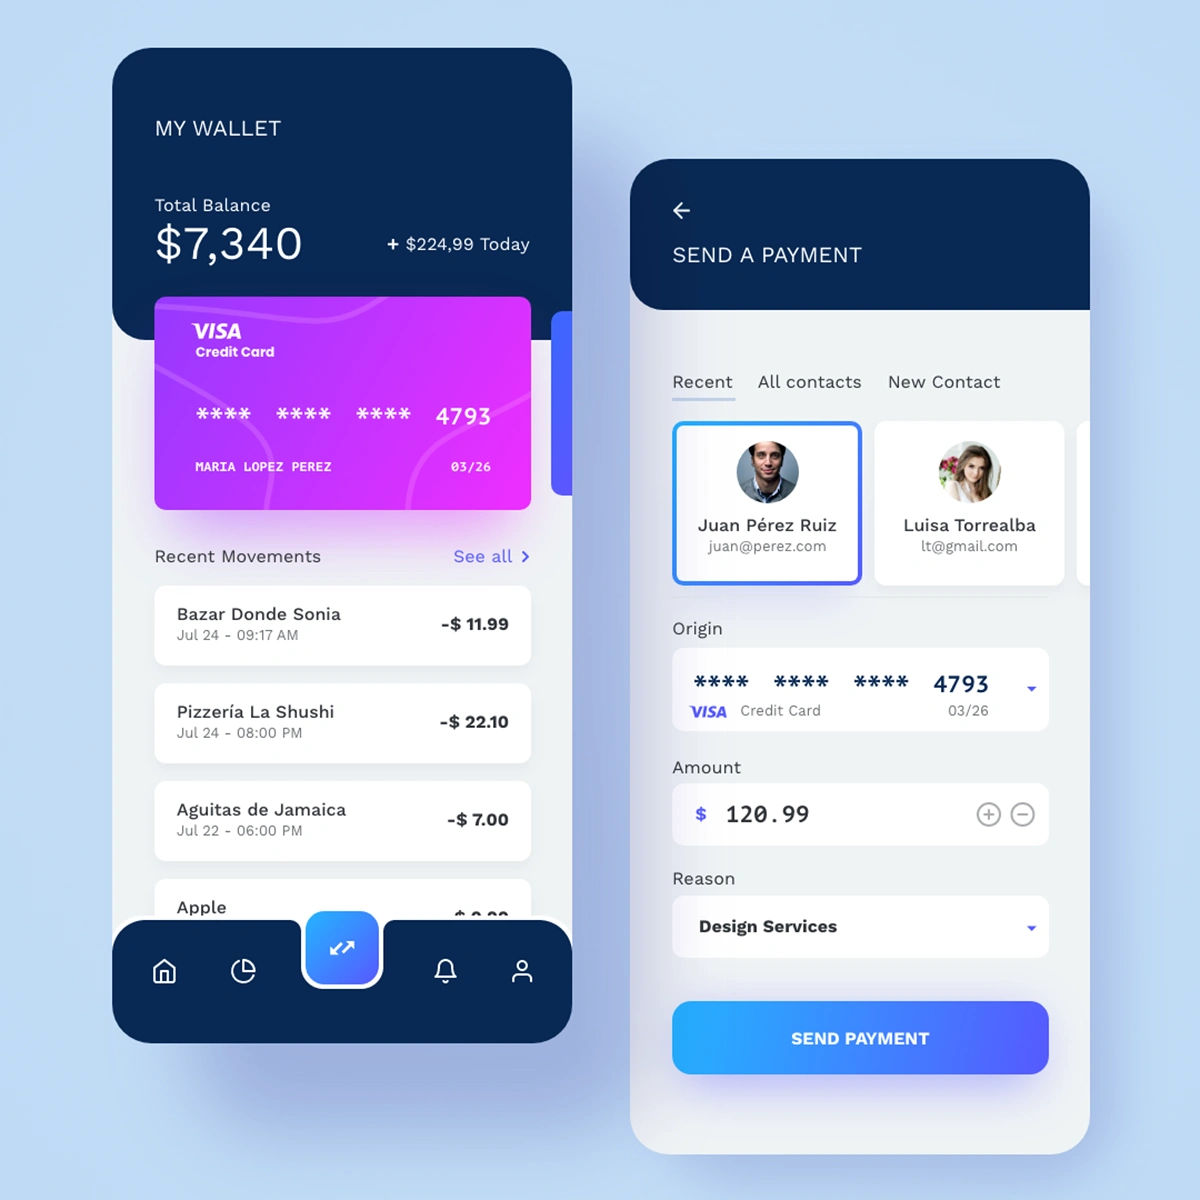 MY WALLET
Total Balance
$7,340
+ $224,99 Today
VISA
Credit Card
**** **** **** 4793
MARIA LOPEZ PEREZ 03/26
Recent Movements
See all
Bazar Donde Sonia
Jul 24 - 09:17 AM
-$ 11.99
Pizzería La Shushi
Jul 24 - 08:00 PM
-$ 22.10
Aguitas de Jamaica
Jul 22 - 06:00 PM
-$ 7.00
Apple
SEND A PAYMENT
Recent All contacts New Contact
Juan Pérez Ruiz
juan@perez.com
Luisa Torrealba
lt@gmail.com
Origin
**** **** **** 4793
VISA Credit Card 03/26
Amount
$ 120.99
Reason
Design Services
SEND PAYMENT